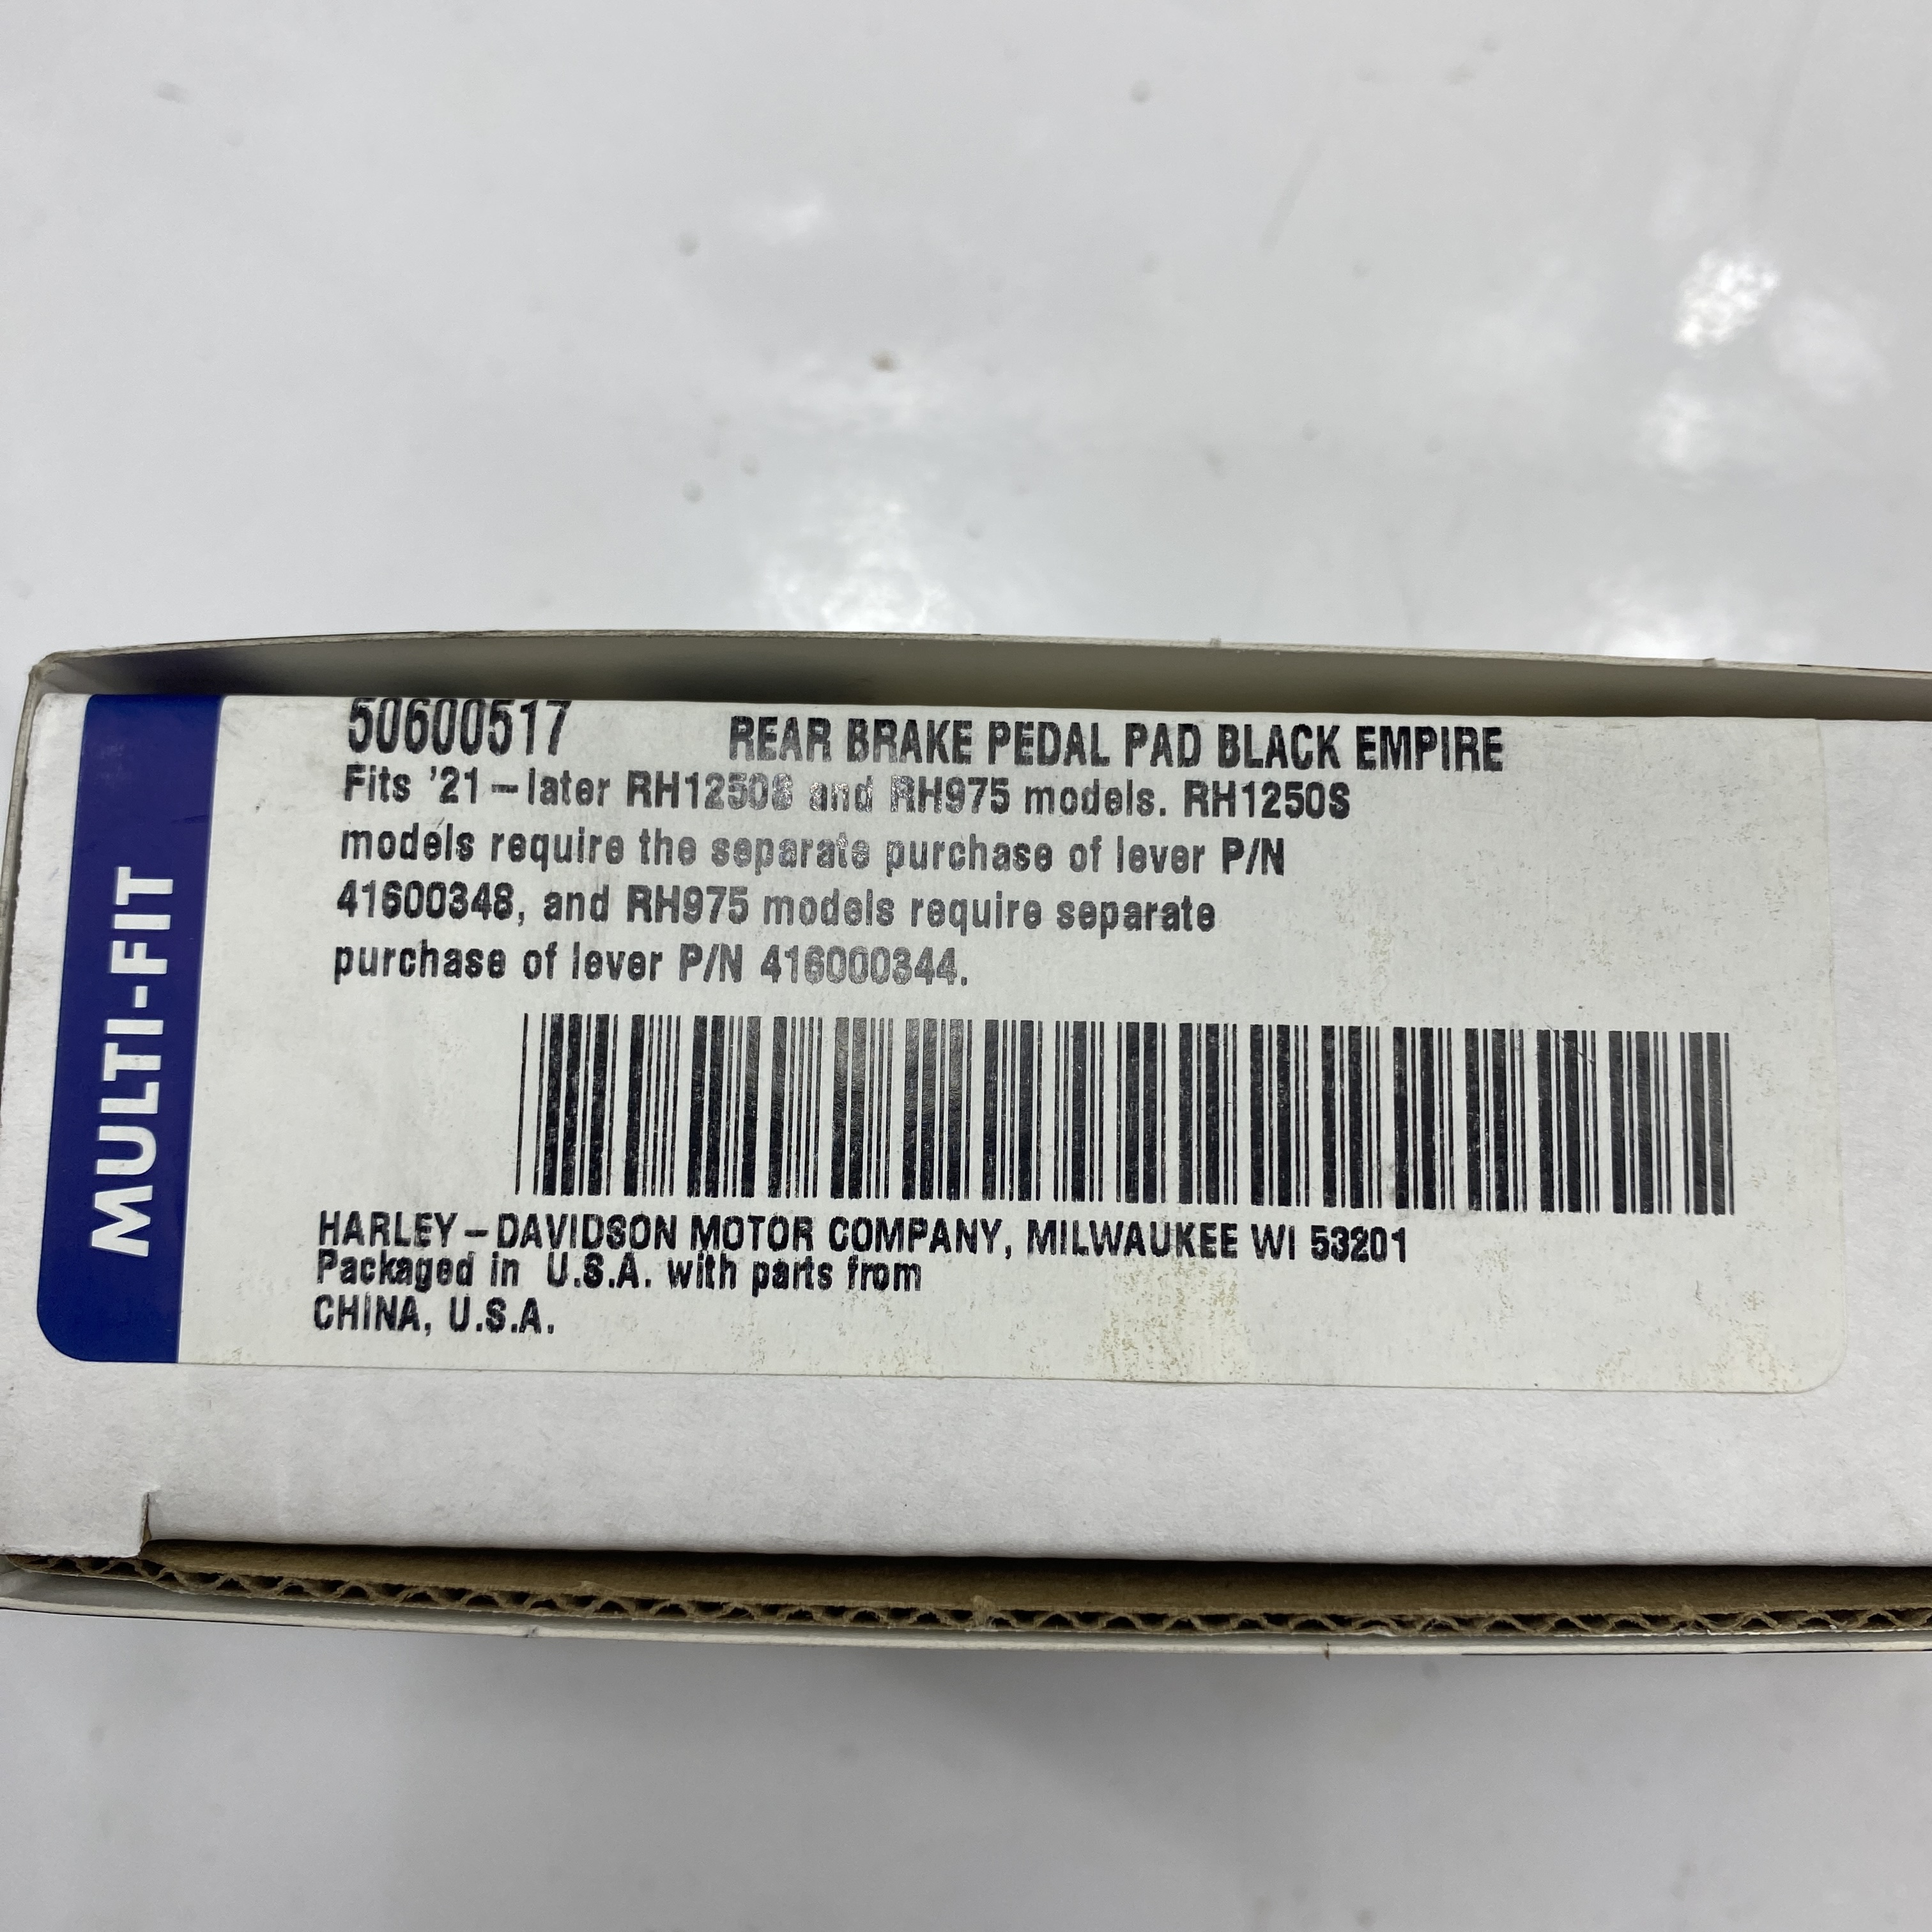 MULTI-FIT
50600517 REAR BRAKE PEDAL PAD BLACK EMPIRE
Fits '21-later RH1250S and RH975 models. RH1250S
models require the separate purchase of lever P/N
41600348, and RH975 models require separate
purchase of lever P/N 416000344.
HARLEY-DAVIDSON MOTOR COMPANY, MILWAUKEE WI 53201
Packaged in U.S.A. with parts from
CHINA, U.S.A.